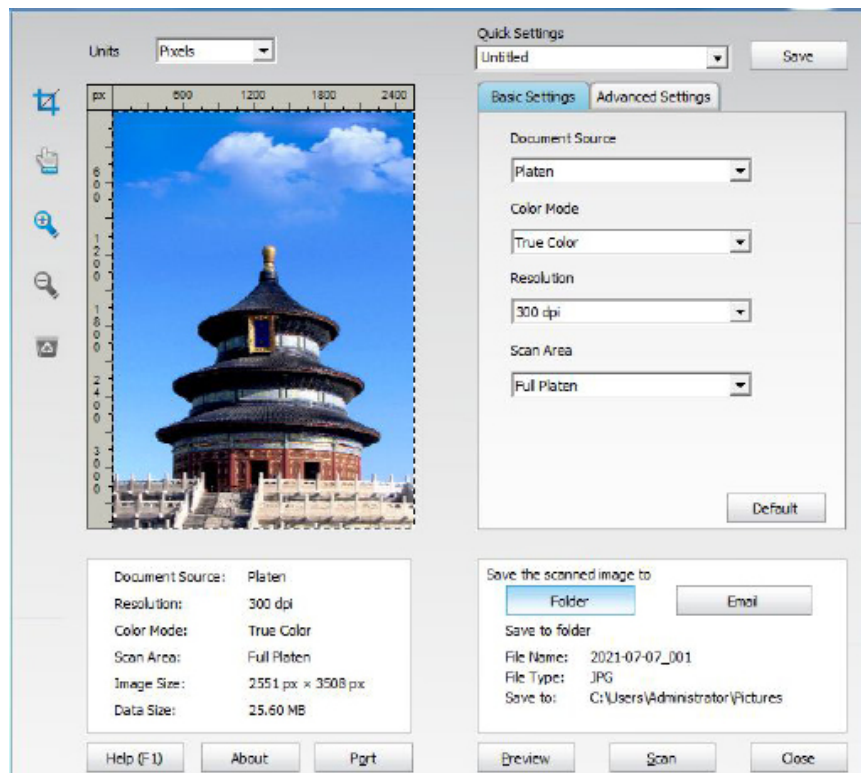 Units Pixels
Quick Settings
Untitled Save
px 600 1200 1800 2400
600
1200
1800
2400
3000
Basic Settings Advanced Settings
Document Source
Platen
Color Mode
True Color
Resolution
300 dpi
Scan Area
Full Platen
Default
Document Source: Platen
Resolution: 300 dpi
Color Mode: True Color
Scan Area: Full Platen
Image Size: 2551 px × 3508 px
Data Size: 25.60 MB
Save the scanned image to
Folder Email
Save to folder
File Name: 2021-07-07_001
File Type: JPG
Save to: C:\Users\Administrator\Pictures
Help (F1) About Port
Preview Scan Close